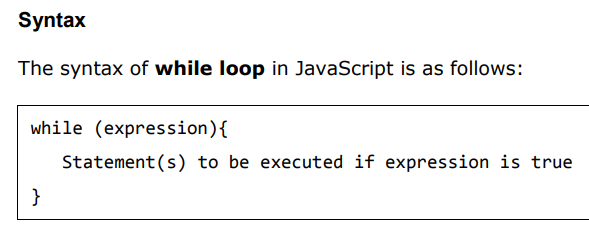 Syntax
The syntax of while loop in JavaScript is as follows:
while (expression){
   Statement(s) to be executed if expression is true
}